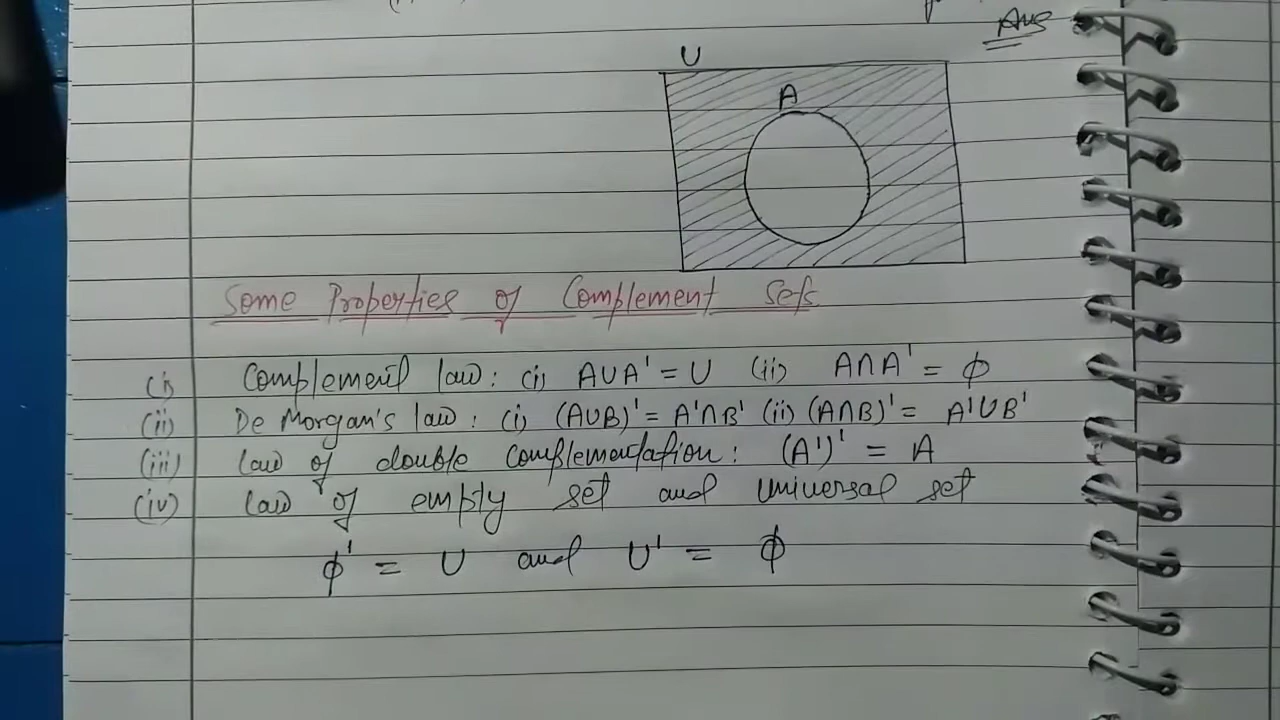 Ans
U
A
Some Properties of Complement Sets
(i) Complement law: (i) A∪A' = U (ii) A∩A' = ϕ
(ii) De Morgan's law: (i) (A∪B)' = A'∩B' (ii) (A∩B)' = A'∪B'
(iii) law of double complementation: (A')' = A
(iv) law of empty set and universal set
ϕ' = U and U' = ϕ